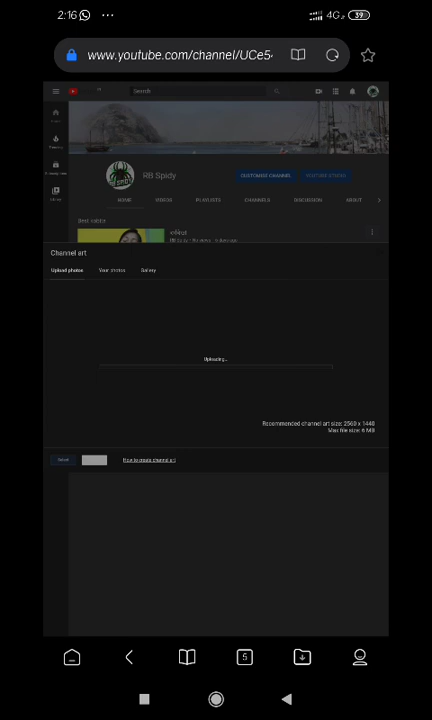 2:16
4G
39
www.youtube.com/channel/UCe5
Search
RB Spidy
CUSTOMISE CHANNEL
YOUTUBE STUDIO
HOME
VIDEOS
PLAYLISTS
CHANNELS
DISCUSSION
ABOUT
Channel art
Upload photos
Your photos
Gallery
Uploading...
Recommended channel art size: 2560 x 1440
Max file size: 6 MB
Select
How to create channel art
5